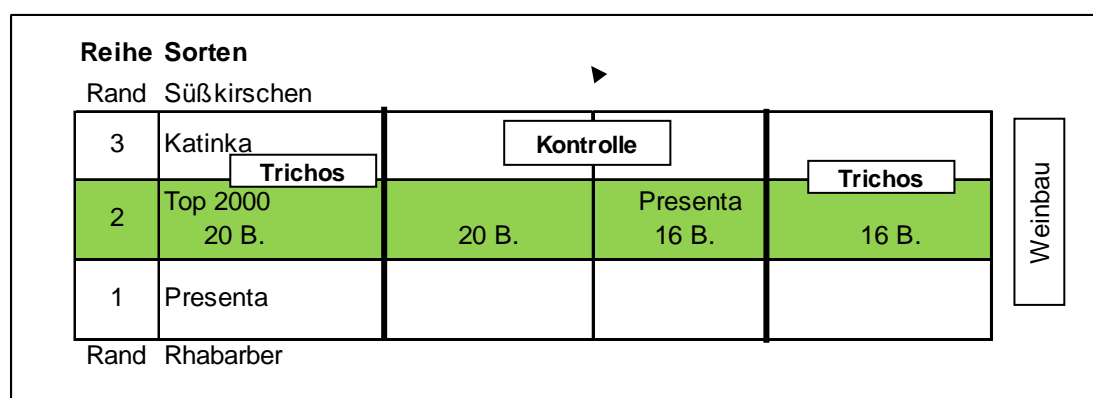 Reihe Sorten
Rand Süßkirschen
3 Katinka
Kontrolle
Trichos
Trichos
2 Top 2000 Presenta
20 B. 20 B. 16 B. 16 B.
1 Presenta
Rand Rhabarber
Weinbau